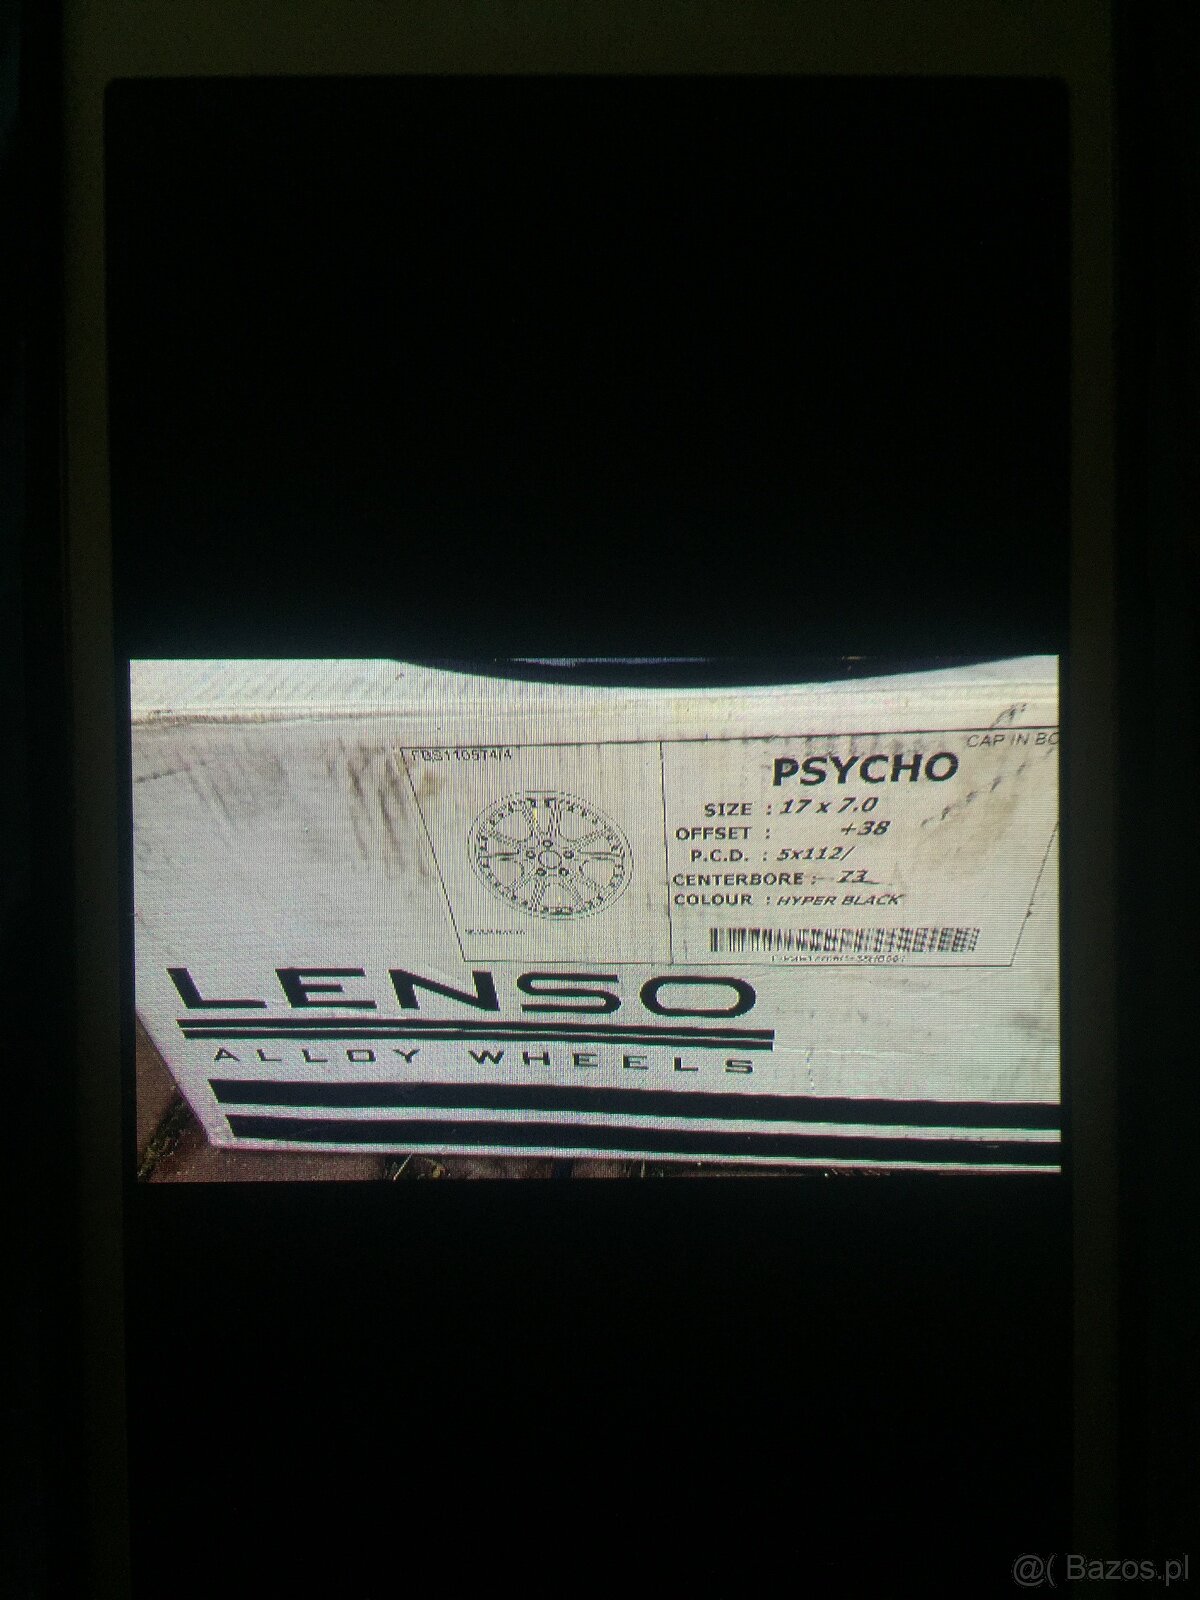 CAP IN BO
PSYCHO
SIZE : 17 x 7.0
OFFSET : +38
P.C.D. : 5x112/
CENTERBORE : 73
COLOUR : HYPER BLACK
LENSO
ALLOY WHEELS
@( Bazos.pl